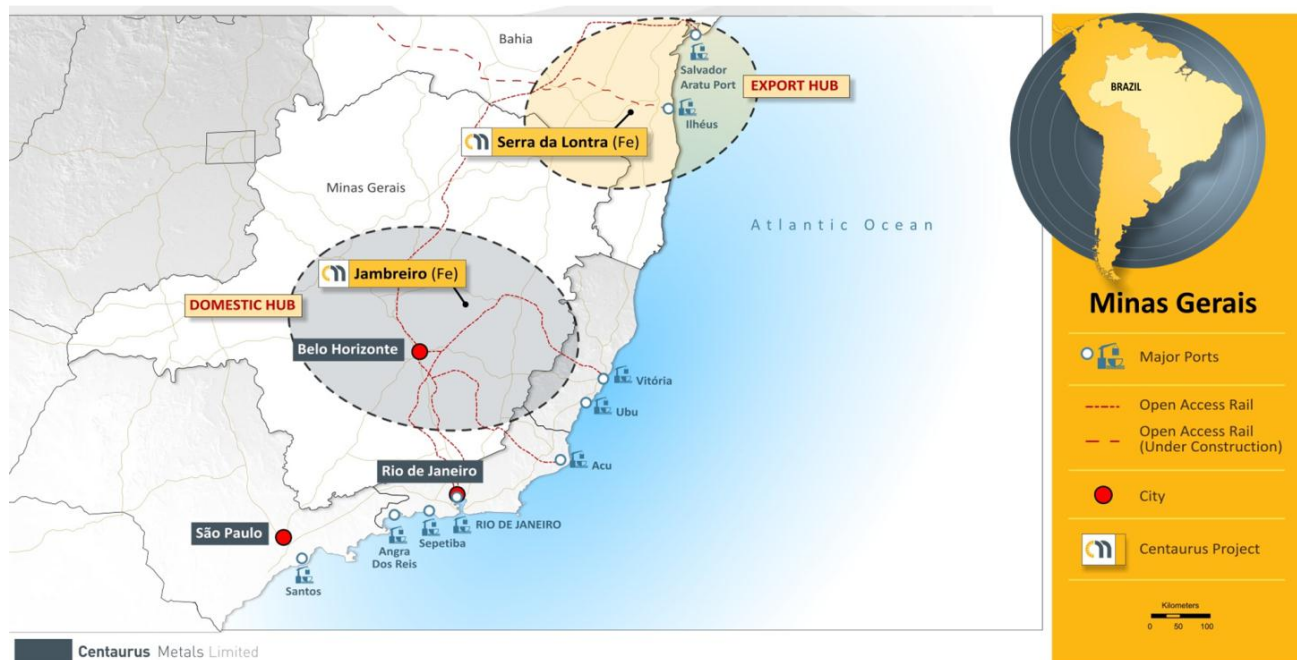 Bahia
Salvador
Aratu Port
EXPORT HUB
Ilhéus
Serra da Lontra (Fe)
Minas Gerais
Atlantic Ocean
Jambreiro (Fe)
DOMESTIC HUB
Belo Horizonte
Vitória
Ubu
Acu
Rio de Janeiro
RIO DE JANEIRO
São Paulo
Sepetiba
Angra
Dos Reis
Santos
Centaurus Metals Limited
BRAZIL
Minas Gerais
Major Ports
Open Access Rail
Open Access Rail
(Under Construction)
City
Centaurus Project
Kilometers
0 50 100